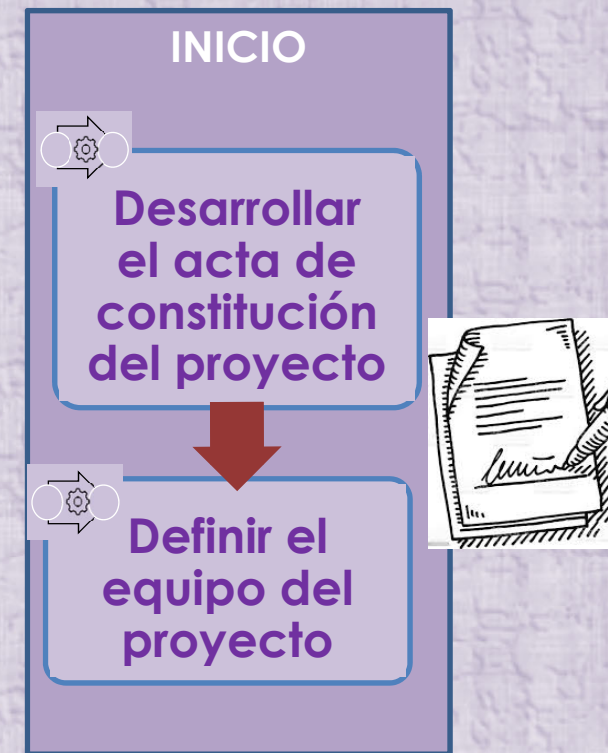 INICIO
Desarrollar
el acta de
constitución
del proyecto
Definir el
equipo del
proyecto